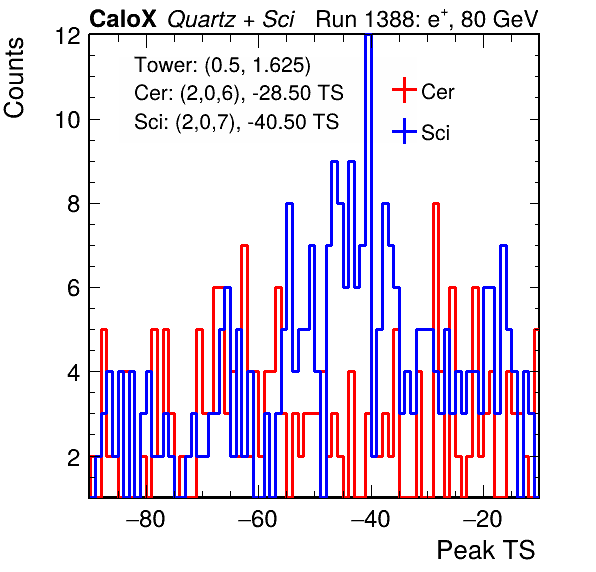 CaloX Quartz + Sci Run 1388: e+, 80 GeV
Counts
12
10
8
6
4
2
Tower: (0.5, 1.625)
Cer: (2,0,6), -28.50 TS
Sci: (2,0,7), -40.50 TS
Cer
Sci
−80 −60 −40 −20
Peak TS